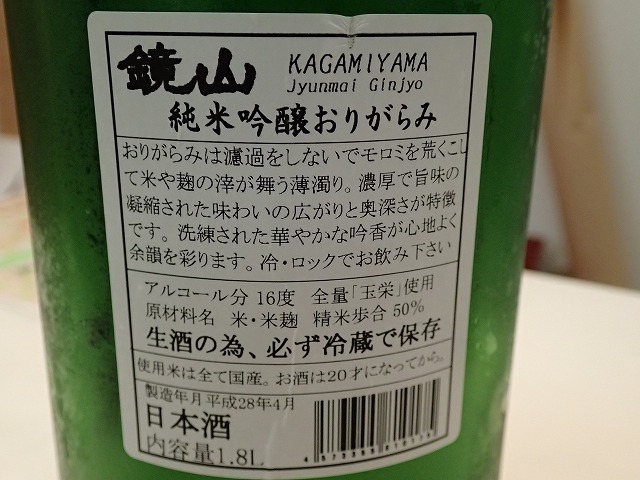 鏡山 KAGAMIYAMA
Jyunmai Ginjyo
純米吟醸おりがらみ
おりがらみは濾過をしないでモロミを荒くこし
て米や麹の滓が舞う薄濁り。濃厚で旨味の
凝縮された味わいの広がりと奥深さが特徴
です。洗練された華やかな吟香が心地よく
余韻を彩ります。冷・ロックでお飲み下さい
アルコール分 16度 全量「玉栄」使用
原材料名 米・米麹 精米歩合 50%
生酒の為、必ず冷蔵で保存
使用米は全て国産。お酒は20才になってから。
製造年月 平成28年4月
日本酒
内容量1.8L